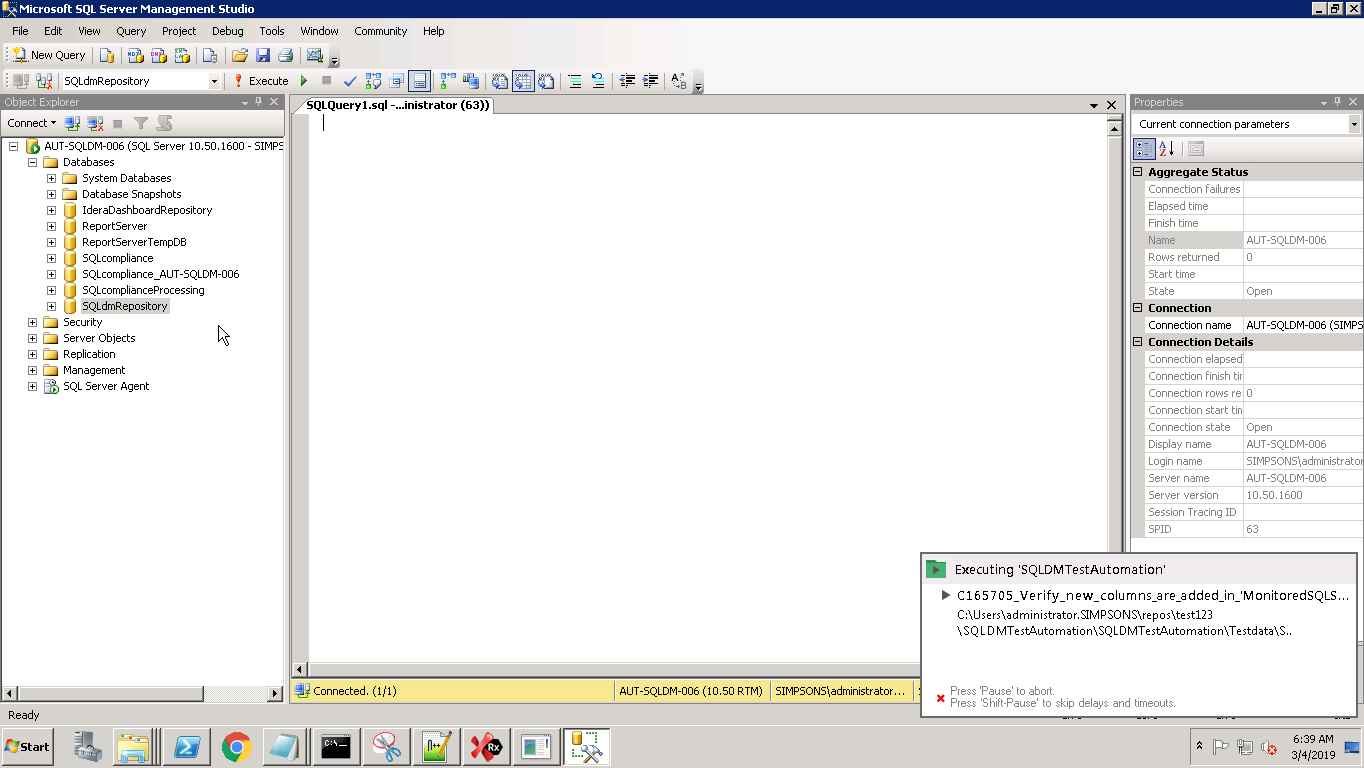 Microsoft SQL Server Management Studio
File Edit View Query Project Debug Tools Window Community Help
New Query
SQLdmRepository
Execute
Object Explorer
Connect
AUT-SQLDM-006 (SQL Server 10.50.1600 - SIMPS
Databases
System Databases
Database Snapshots
IderaDashboardRepository
ReportServer
ReportServerTempDB
SQLcompliance
SQLcompliance_AUT-SQLDM-006
SQLcomplianceProcessing
SQLdmRepository
Security
Server Objects
Replication
Management
SQL Server Agent
SQLQuery1.sql -...inistrator (63))
Connected. (1/1)
AUT-SQLDM-006 (10.50 RTM)
SIMPSONS\administrator...
Properties
Current connection parameters
Aggregate Status
Connection failures
Elapsed time
Finish time
Name AUT-SQLDM-006
Rows returned 0
Start time
State Open
Connection
Connection name AUT-SQLDM-006 (SIMPS
Connection Details
Connection elapsed
Connection finish tir
Connection rows re 0
Connection start tin
Connection state Open
Display name AUT-SQLDM-006
Login name SIMPSONS\administrator
Server name AUT-SQLDM-006
Server version 10.50.1600
Session Tracing ID
SPID 63
Executing 'SQLDMTestAutomation'
C165705_Verify_new_columns_are_added_in_'MonitoredSQLS...
C:\Users\administrator.SIMPSONS\repos\test123
\SQLDMTestAutomation\SQLDMTestAutomation\Testdata\S..
Press 'Pause' to abort.
Press 'Shift-Pause' to skip delays and timeouts.
Ready
Start
C:\_
Rx
6:39 AM
3/4/2019